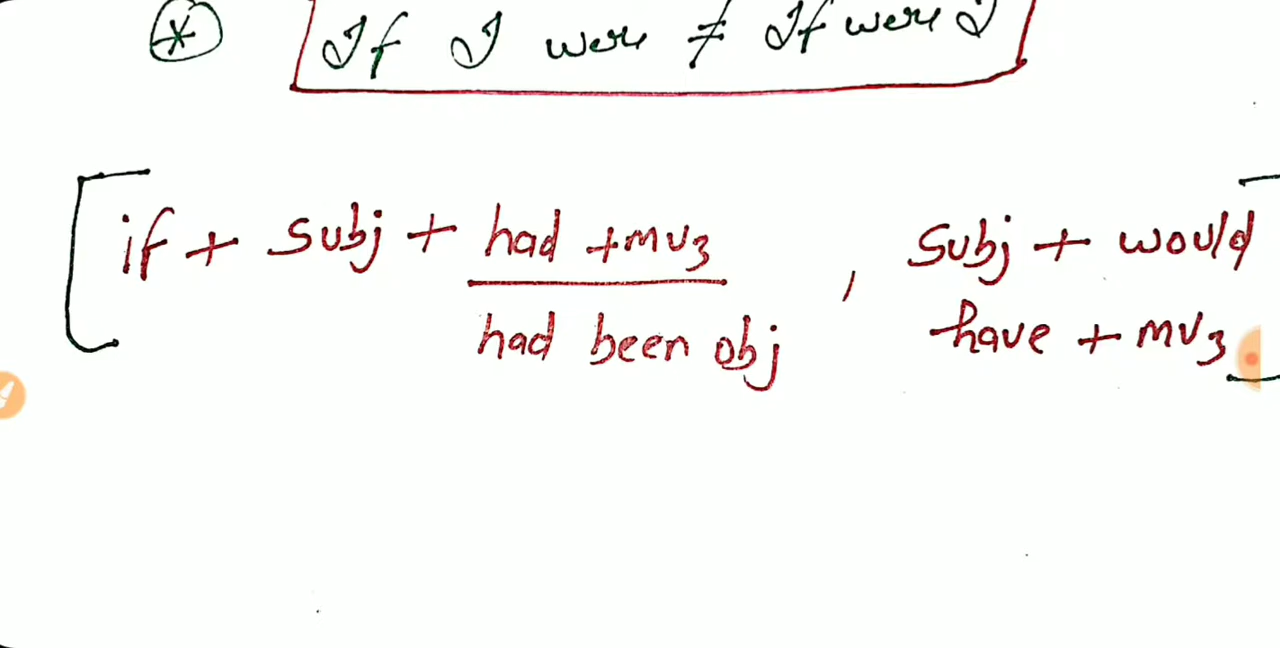 * If I were ≠ If were I
if + subj + had + mv3 , subj + would
had been obj have + mv3